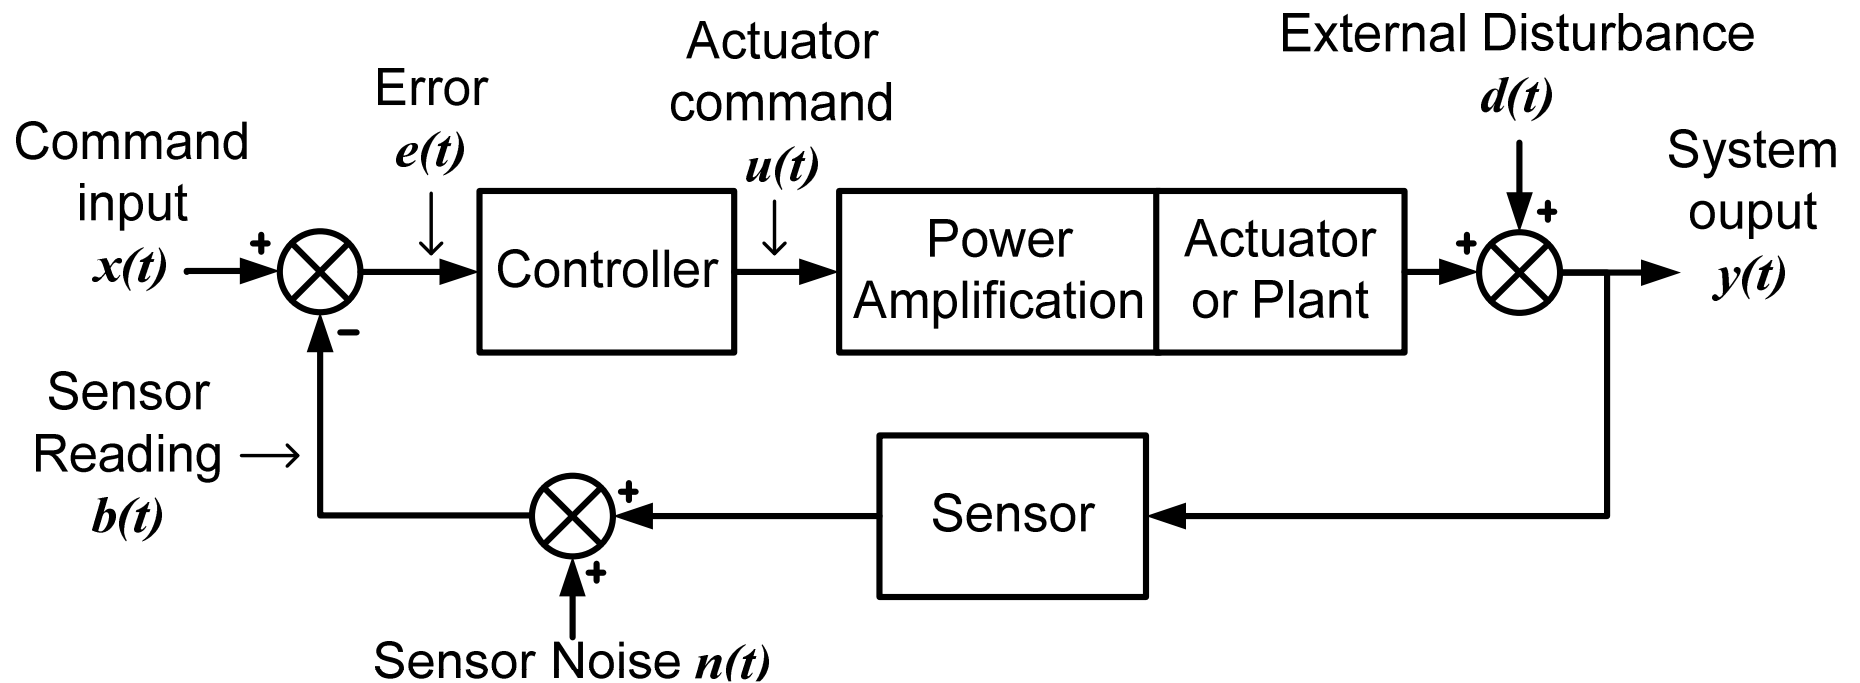 Command
input
x(t)
+
−
Error
e(t)
Controller
Actuator
command
u(t)
Power
Amplification
Actuator
or Plant
External Disturbance
d(t)
+
+
System
ouput
y(t)
Sensor
Reading
b(t)
+
+
Sensor
Sensor Noise n(t)